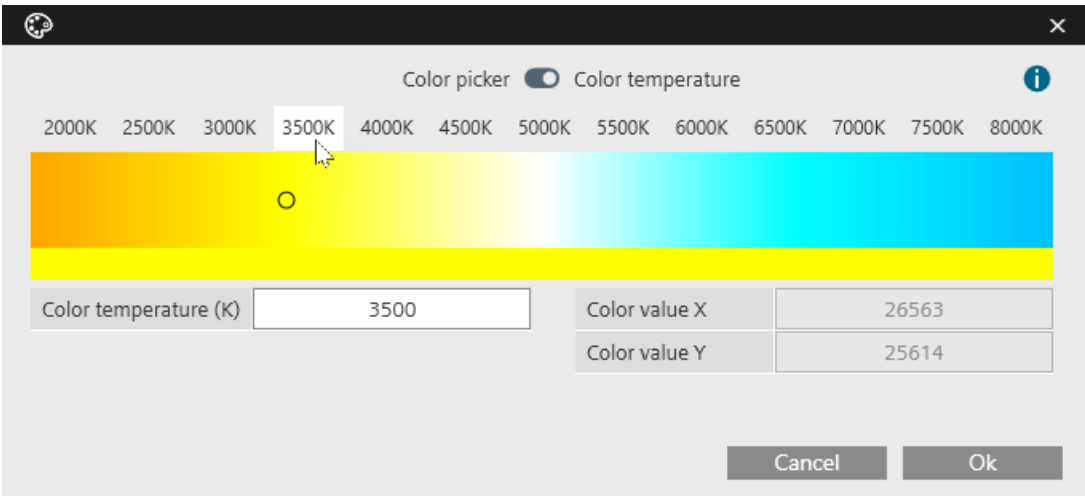 Color picker Color temperature
2000K 2500K 3000K 3500K 4000K 4500K 5000K 5500K 6000K 6500K 7000K 7500K 8000K
Color temperature (K) 3500 Color value X 26563
Color value Y 25614
Cancel Ok